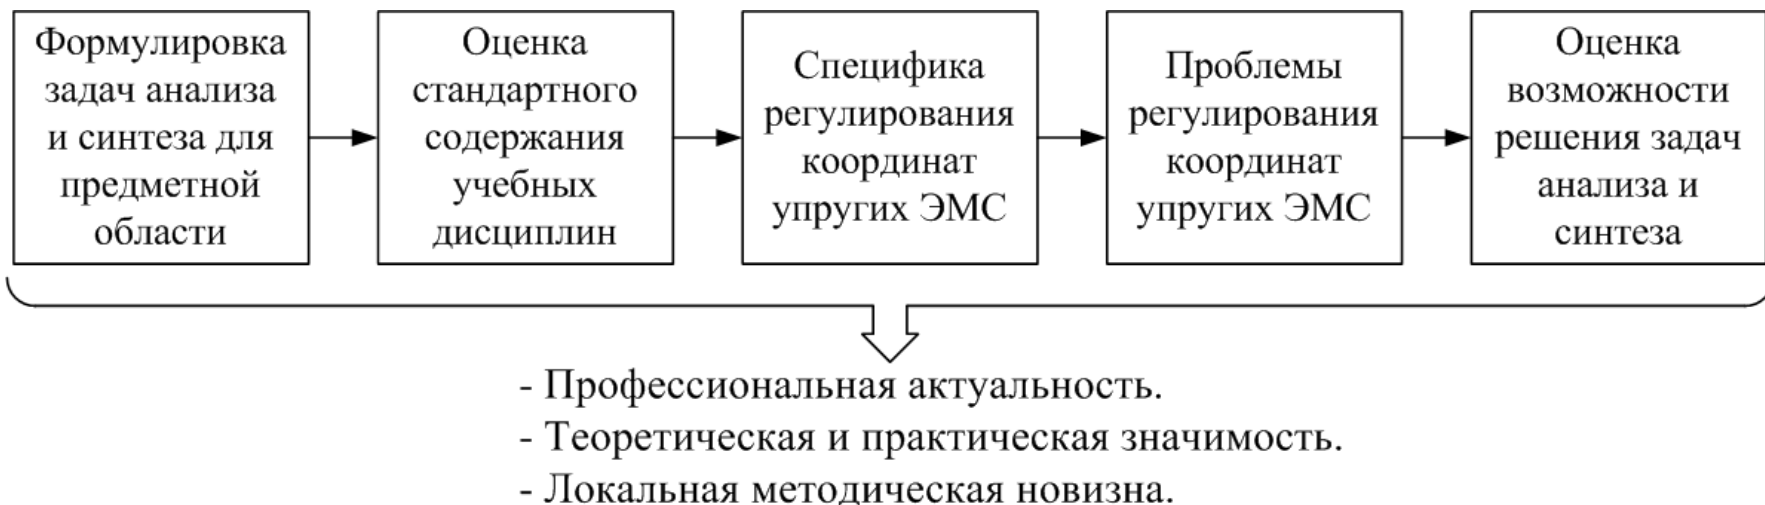 Формулировка
задач анализа
и синтеза для
предметной
области
Оценка
стандартного
содержания
учебных
дисциплин
Специфика
регулирования
координат
упругих ЭМС
Проблемы
регулирования
координат
упругих ЭМС
Оценка
возможности
решения задач
анализа и
синтеза
- Профессиональная актуальность.
- Теоретическая и практическая значимость.
- Локальная методическая новизна.